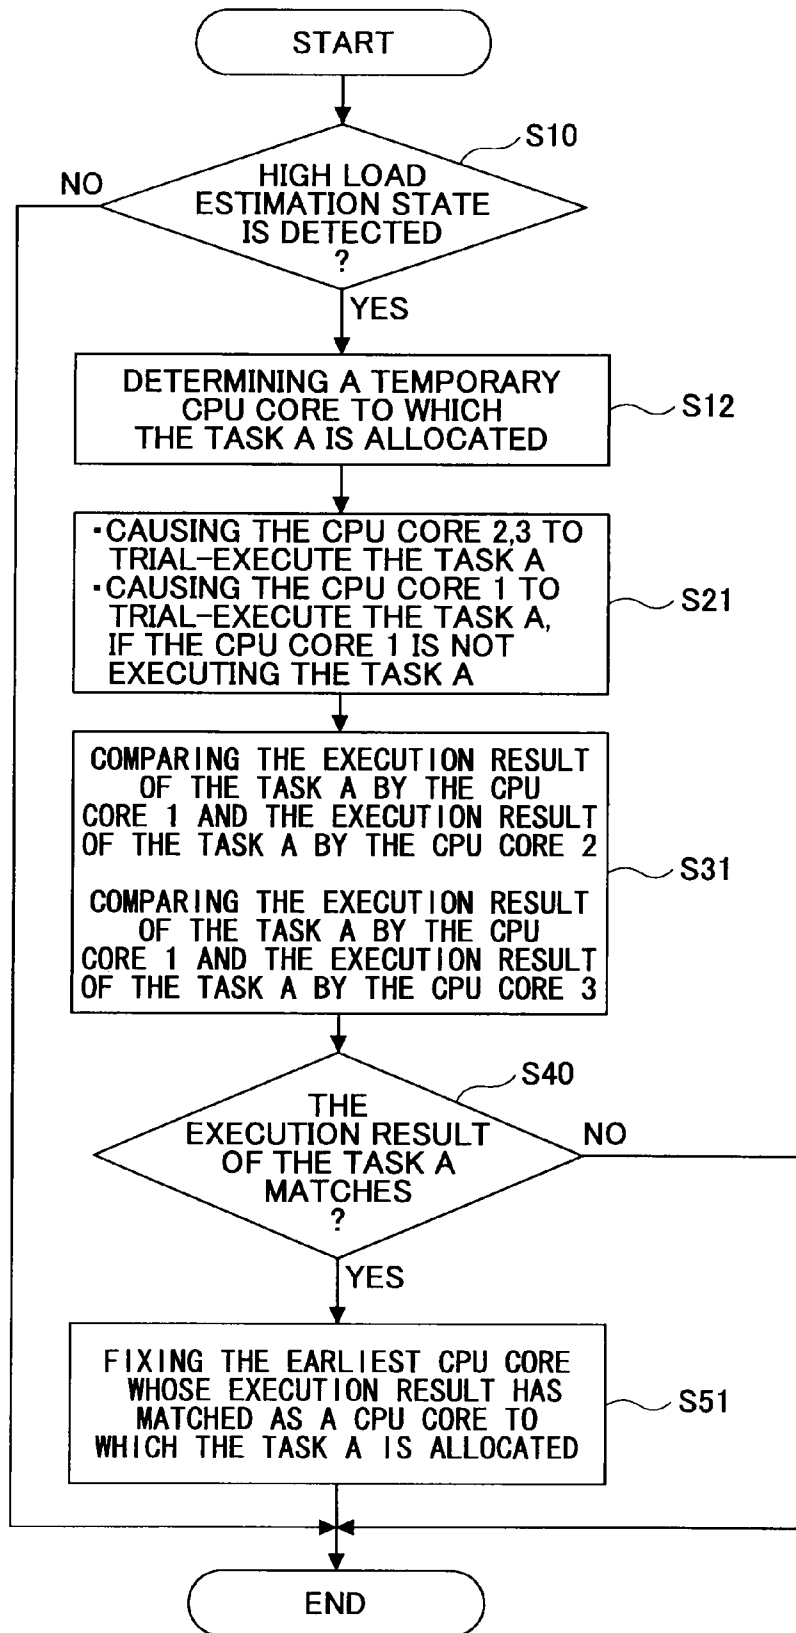 START
S10
NO
HIGH LOAD
ESTIMATION STATE
IS DETECTED
?
YES
DETERMINING A TEMPORARY
CPU CORE TO WHICH
THE TASK A IS ALLOCATED
S12
・CAUSING THE CPU CORE 2,3 TO
TRIAL-EXECUTE THE TASK A
・CAUSING THE CPU CORE 1 TO
TRIAL-EXECUTE THE TASK A,
IF THE CPU CORE 1 IS NOT
EXECUTING THE TASK A
S21
COMPARING THE EXECUTION RESULT
OF THE TASK A BY THE CPU
CORE 1 AND THE EXECUTION RESULT
OF THE TASK A BY THE CPU CORE 2
COMPARING THE EXECUTION RESULT
OF THE TASK A BY THE CPU
CORE 1 AND THE EXECUTION RESULT
OF THE TASK A BY THE CPU CORE 3
S31
S40
THE
EXECUTION RESULT
OF THE TASK A
MATCHES
?
NO
YES
FIXING THE EARLIEST CPU CORE
WHOSE EXECUTION RESULT HAS
MATCHED AS A CPU CORE TO
WHICH THE TASK A IS ALLOCATED
S51
END